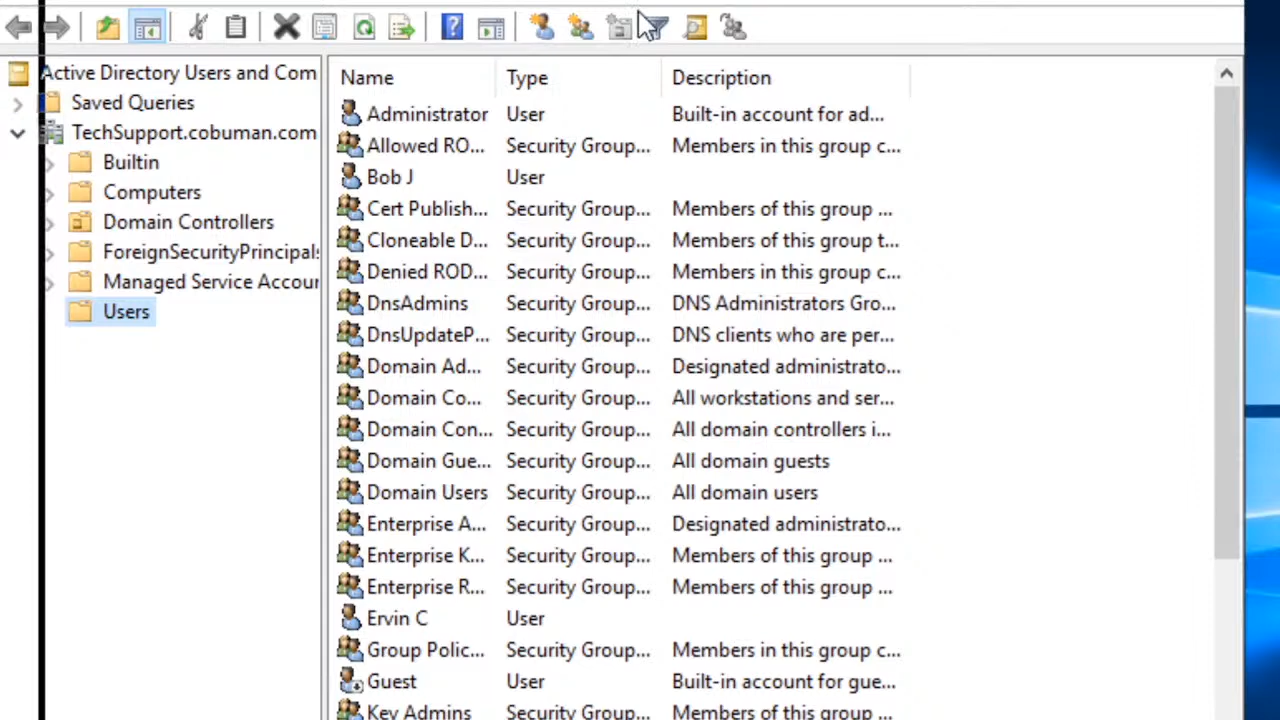 Active Directory Users and Com
Saved Queries
TechSupport.cobuman.com
Builtin
Computers
Domain Controllers
ForeignSecurityPrincipals
Managed Service Accour
Users
Name Type Description
Administrator User Built-in account for ad...
Allowed RO... Security Group... Members in this group c...
Bob J User
Cert Publish... Security Group... Members of this group ...
Cloneable D... Security Group... Members of this group t...
Denied ROD... Security Group... Members in this group c...
DnsAdmins Security Group... DNS Administrators Gro...
DnsUpdateP... Security Group... DNS clients who are per...
Domain Ad... Security Group... Designated administrato...
Domain Co... Security Group... All workstations and ser...
Domain Con... Security Group... All domain controllers i...
Domain Gue... Security Group... All domain guests
Domain Users Security Group... All domain users
Enterprise A... Security Group... Designated administrato...
Enterprise K... Security Group... Members of this group ...
Enterprise R... Security Group... Members of this group ...
Ervin C User
Group Polic... Security Group... Members in this group c...
Guest User Built-in account for gue...
Key Admins Security Group... Members of this group ...